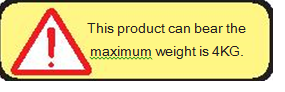 This product can bear the
maximum weight is 4KG.